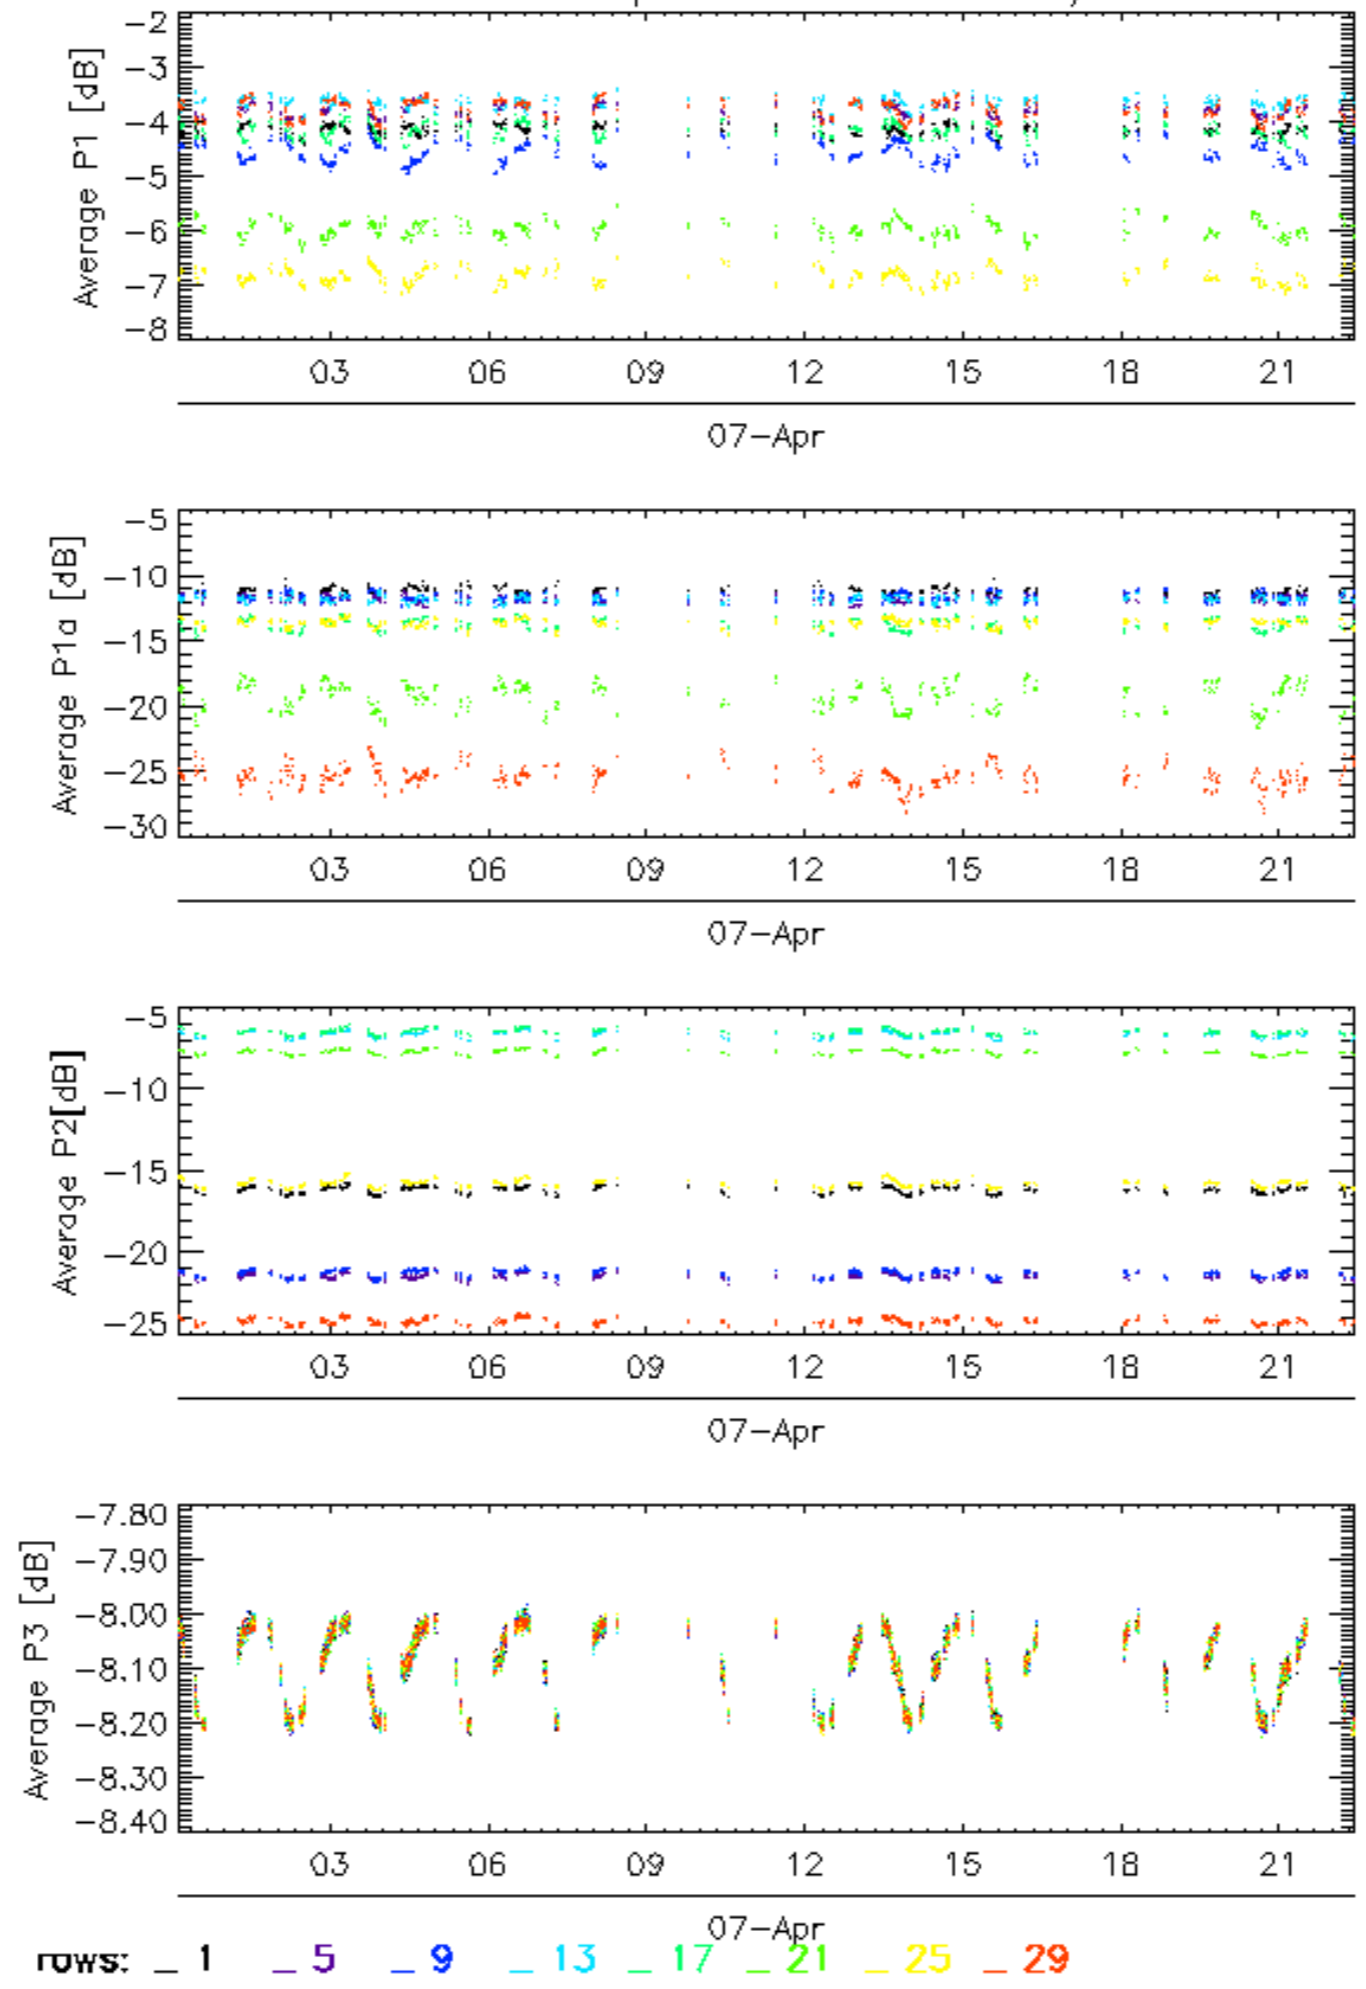 -2
-3
-4
-5
-6
-7
-8
Average P1 [dB]
03 06 09 12 15 18 21
07-Apr
-5
-10
-15
-20
-25
-30
Average P1a [dB]
03 06 09 12 15 18 21
07-Apr
-5
-10
-15
-20
-25
Average P2[dB]
03 06 09 12 15 18 21
07-Apr
-7.80
-7.90
-8.00
-8.10
-8.20
-8.30
-8.40
Average P3 [dB]
03 06 09 12 15 18 21
07-Apr
rows: _ 1 _ 5 _ 9 _ 13 _ 17 _ 21 _ 25 _ 29